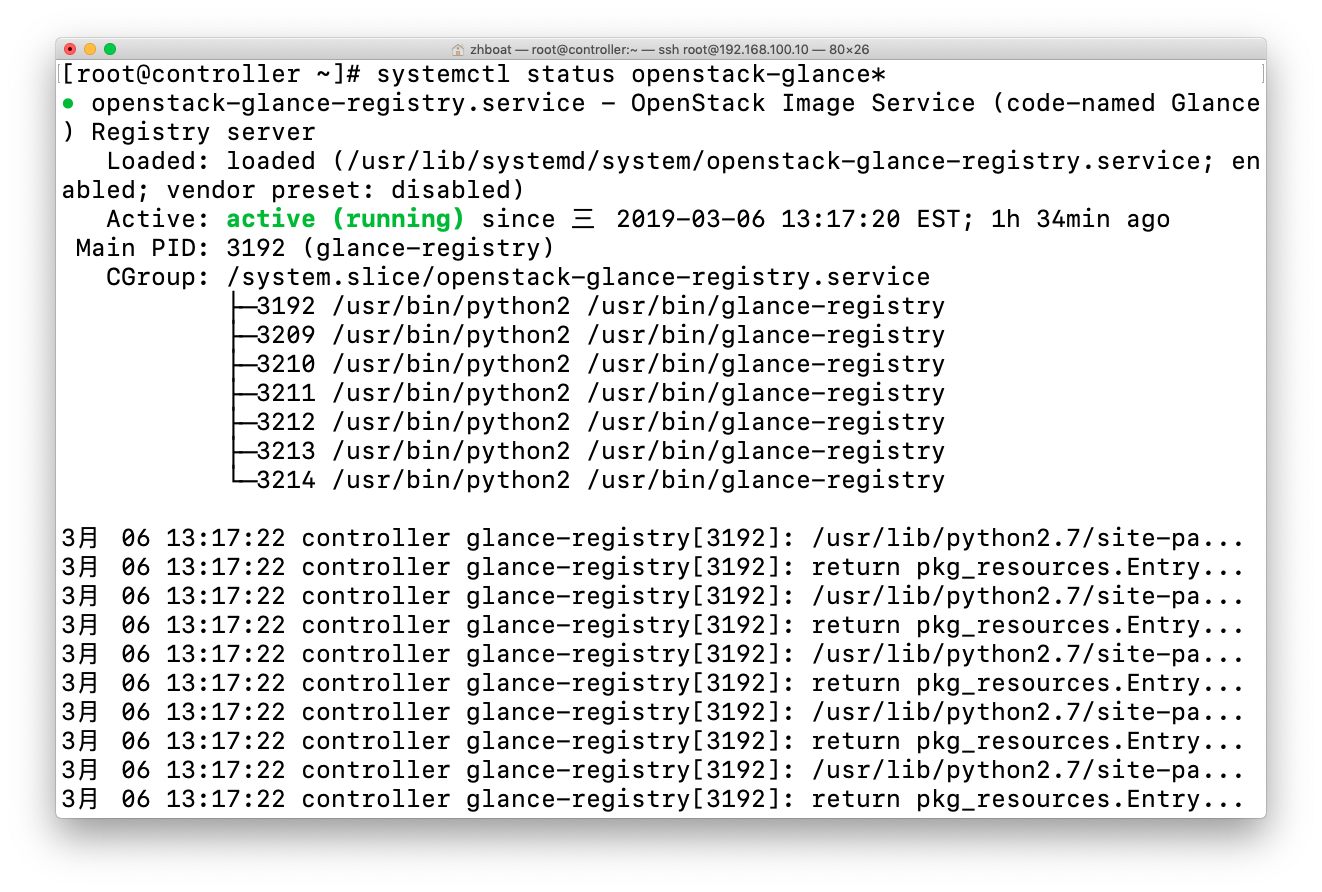 zhboat — root@controller:~ — ssh root@192.168.100.10 — 80×26
[root@controller ~]# systemctl status openstack-glance*
● openstack-glance-registry.service - OpenStack Image Service (code-named Glance
) Registry server
Loaded: loaded (/usr/lib/systemd/system/openstack-glance-registry.service; en
abled; vendor preset: disabled)
Active: active (running) since 三 2019-03-06 13:17:20 EST; 1h 34min ago
Main PID: 3192 (glance-registry)
CGroup: /system.slice/openstack-glance-registry.service
├─3192 /usr/bin/python2 /usr/bin/glance-registry
├─3209 /usr/bin/python2 /usr/bin/glance-registry
├─3210 /usr/bin/python2 /usr/bin/glance-registry
├─3211 /usr/bin/python2 /usr/bin/glance-registry
├─3212 /usr/bin/python2 /usr/bin/glance-registry
├─3213 /usr/bin/python2 /usr/bin/glance-registry
└─3214 /usr/bin/python2 /usr/bin/glance-registry
3月 06 13:17:22 controller glance-registry[3192]: /usr/lib/python2.7/site-pa...
3月 06 13:17:22 controller glance-registry[3192]: return pkg_resources.Entry...
3月 06 13:17:22 controller glance-registry[3192]: /usr/lib/python2.7/site-pa...
3月 06 13:17:22 controller glance-registry[3192]: return pkg_resources.Entry...
3月 06 13:17:22 controller glance-registry[3192]: /usr/lib/python2.7/site-pa...
3月 06 13:17:22 controller glance-registry[3192]: return pkg_resources.Entry...
3月 06 13:17:22 controller glance-registry[3192]: /usr/lib/python2.7/site-pa...
3月 06 13:17:22 controller glance-registry[3192]: return pkg_resources.Entry...
3月 06 13:17:22 controller glance-registry[3192]: /usr/lib/python2.7/site-pa...
3月 06 13:17:22 controller glance-registry[3192]: return pkg_resources.Entry...